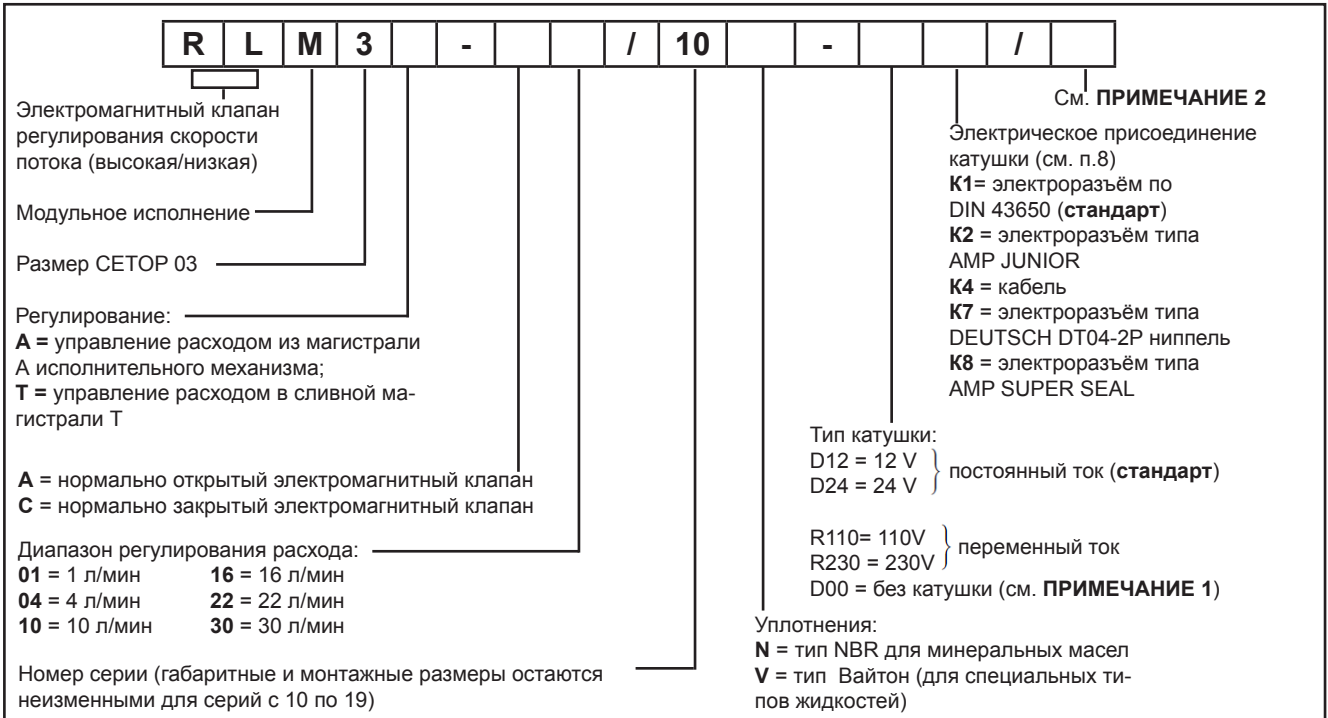 R L M 3 - / 10 - /
Электромагнитный клапан
регулирования скорости
потока (высокая/низкая)
Модульное исполнение
Размер CETOP 03
Регулирование:
А = управление расходом из магистрали
А исполнительного механизма;
Т = управление расходом в сливной ма-
гистрали Т
А = нормально открытый электромагнитный клапан
С = нормально закрытый электромагнитный клапан
Диапазон регулирования расхода:
01 = 1 л/мин 16 = 16 л/мин
04 = 4 л/мин 22 = 22 л/мин
10 = 10 л/мин 30 = 30 л/мин
Номер серии (габаритные и монтажные размеры остаются
неизменными для серий с 10 по 19)
См. ПРИМЕЧАНИЕ 2
Электрическое присоединение
катушки (см. п.8)
К1= электроразъём по
DIN 43650 (стандарт)
К2 = электроразъём типа
AMP JUNIOR
К4 = кабель
К7 = электроразъём типа
DEUTSCH DT04-2P ниппель
К8 = электроразъём типа
AMP SUPER SEAL
Тип катушки:
D12 = 12 V
D24 = 24 V
постоянный ток (стандарт)
R110= 110V
R230 = 230V
переменный ток
D00 = без катушки (см. ПРИМЕЧАНИЕ 1)
Уплотнения:
N = тип NBR для минеральных масел
V = тип Вайтон (для специальных ти-
пов жидкостей)